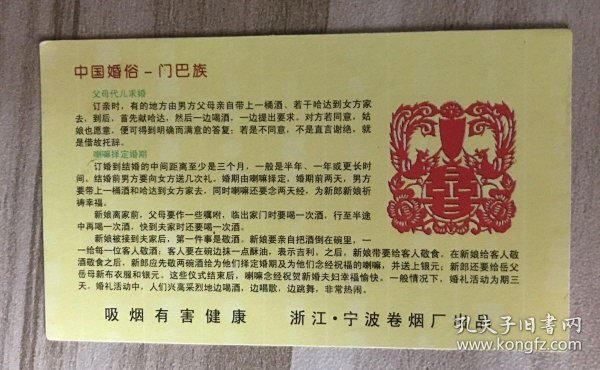 中国婚俗－门巴族
父母代儿求婚
订亲时，有的地方由男方父母亲自带上一桶酒、若干哈达到女方家
去，到后，首先献哈达，然后一边喝酒，一边提出要求。对方若同意，姑
娘也愿意，便可得到明确而满意的答复；若是不同意，不是直言谢绝，就
是借故托辞。
喇嘛择定婚期
订婚到结婚的中间距离至少是三个月，一般是半年、一年或更长时
间。结婚前男方要向女方送几次礼，婚期由喇嘛择定，婚期前两天，男方
要带上一桶酒和哈达到女方家去，同时喇嘛还要念两天经，为新郎新娘祈
祷幸福。
新娘离家前，父母要作一些嘱咐，临出家门时要喝一次酒，行至半途
中再喝一次酒，快到夫家时还要喝一次酒。
新娘被接到夫家后，第一件事是敬酒。新娘要亲自把酒倒在碗里，一
一给每一位客人敬酒；客人要在碗边抹一点酥油，表示吉利，之后，新娘带要给客人敬食，在新娘给客人敬
酒敬食之后，新郎应先敬两碗酒给为他们择定婚期及为他们念经祝福的喇嘛，并送上银元；新郎还要给岳父
岳母新布衣服和银元。这些仪式结束后，喇嘛念经祝贺新婚夫妇幸福愉快。一般情况下，婚礼活动为期三
天。婚礼活动中，人们兴高采烈地边喝酒，边唱歌，边跳舞，非常热闹。
吸烟有害健康 浙江·宁波卷烟厂出品
孔夫子旧书网
www.kongfz.com